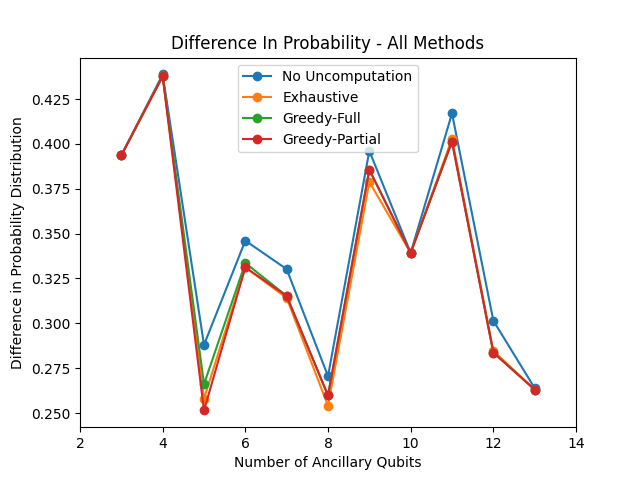 Difference In Probability - All Methods
No Uncomputation
Exhaustive
Greedy-Full
Greedy-Partial
Difference in Probability Distribution
0.425
0.400
0.375
0.350
0.325
0.300
0.275
0.250
2 4 6 8 10 12 14
Number of Ancillary Qubits